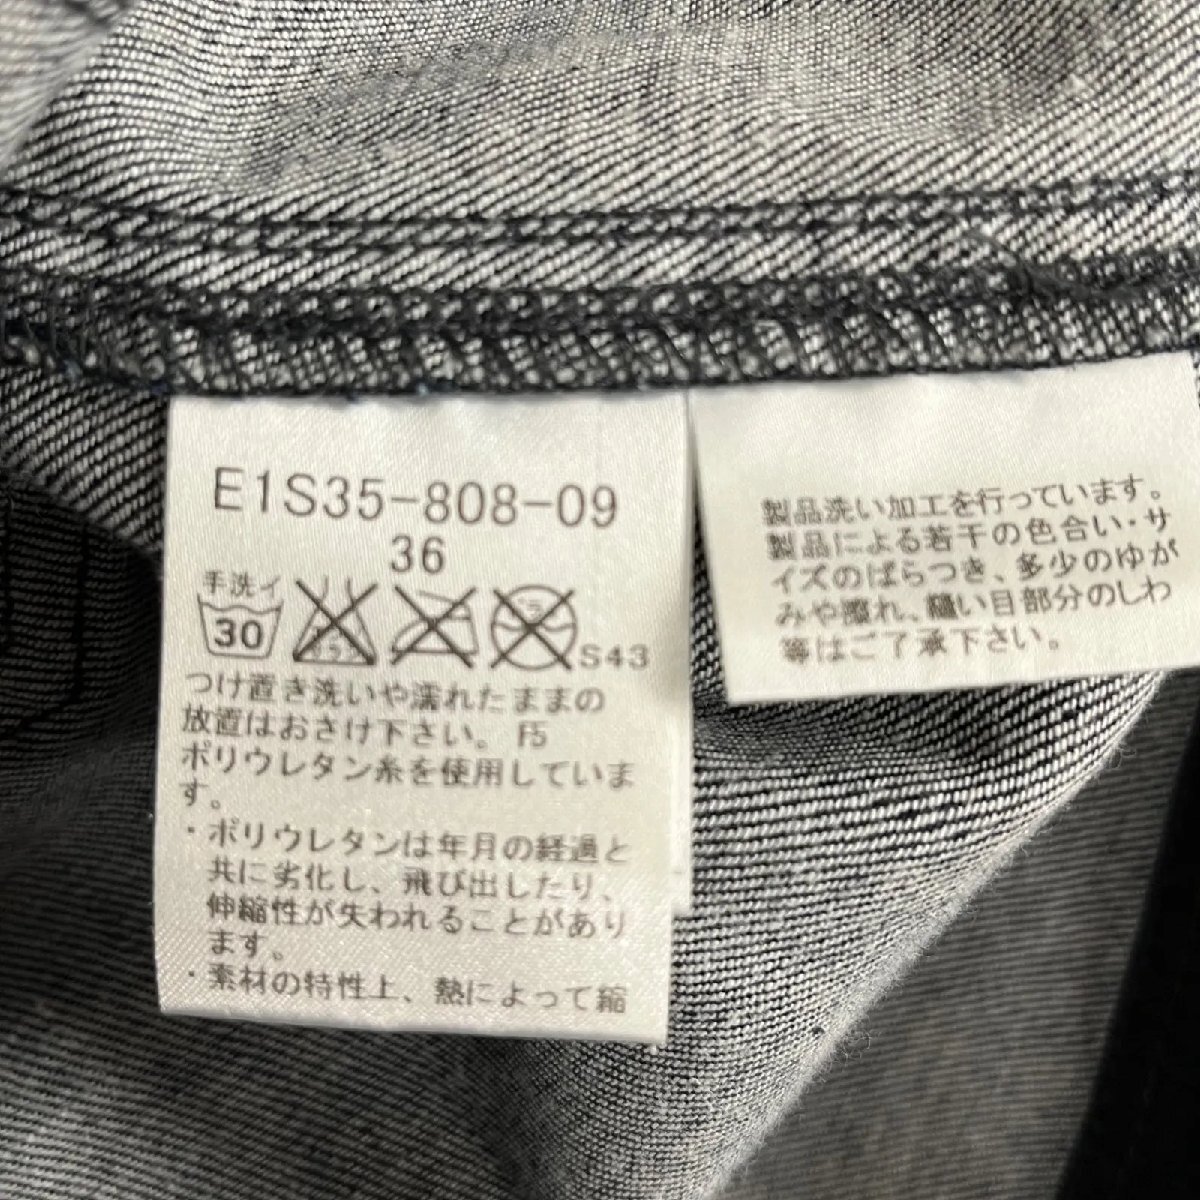 E1S35-808-09
36
手洗イ
30
S43
つけ置き洗いや濡れたままの
放置はおさけ下さい。 F5
ポリウレタン糸を使用していま
す。
・ポリウレタンは年月の経過と
共に劣化し、飛び出したり、
伸縮性が失われることがあり
ます。
・素材の特性上、熱によって縮
製品洗い加工を行っています。
製品による若干の色合い・サ
イズのばらつき、多少のゆが
みや擦れ、縫い目部分のしわ
等はご了承下さい。